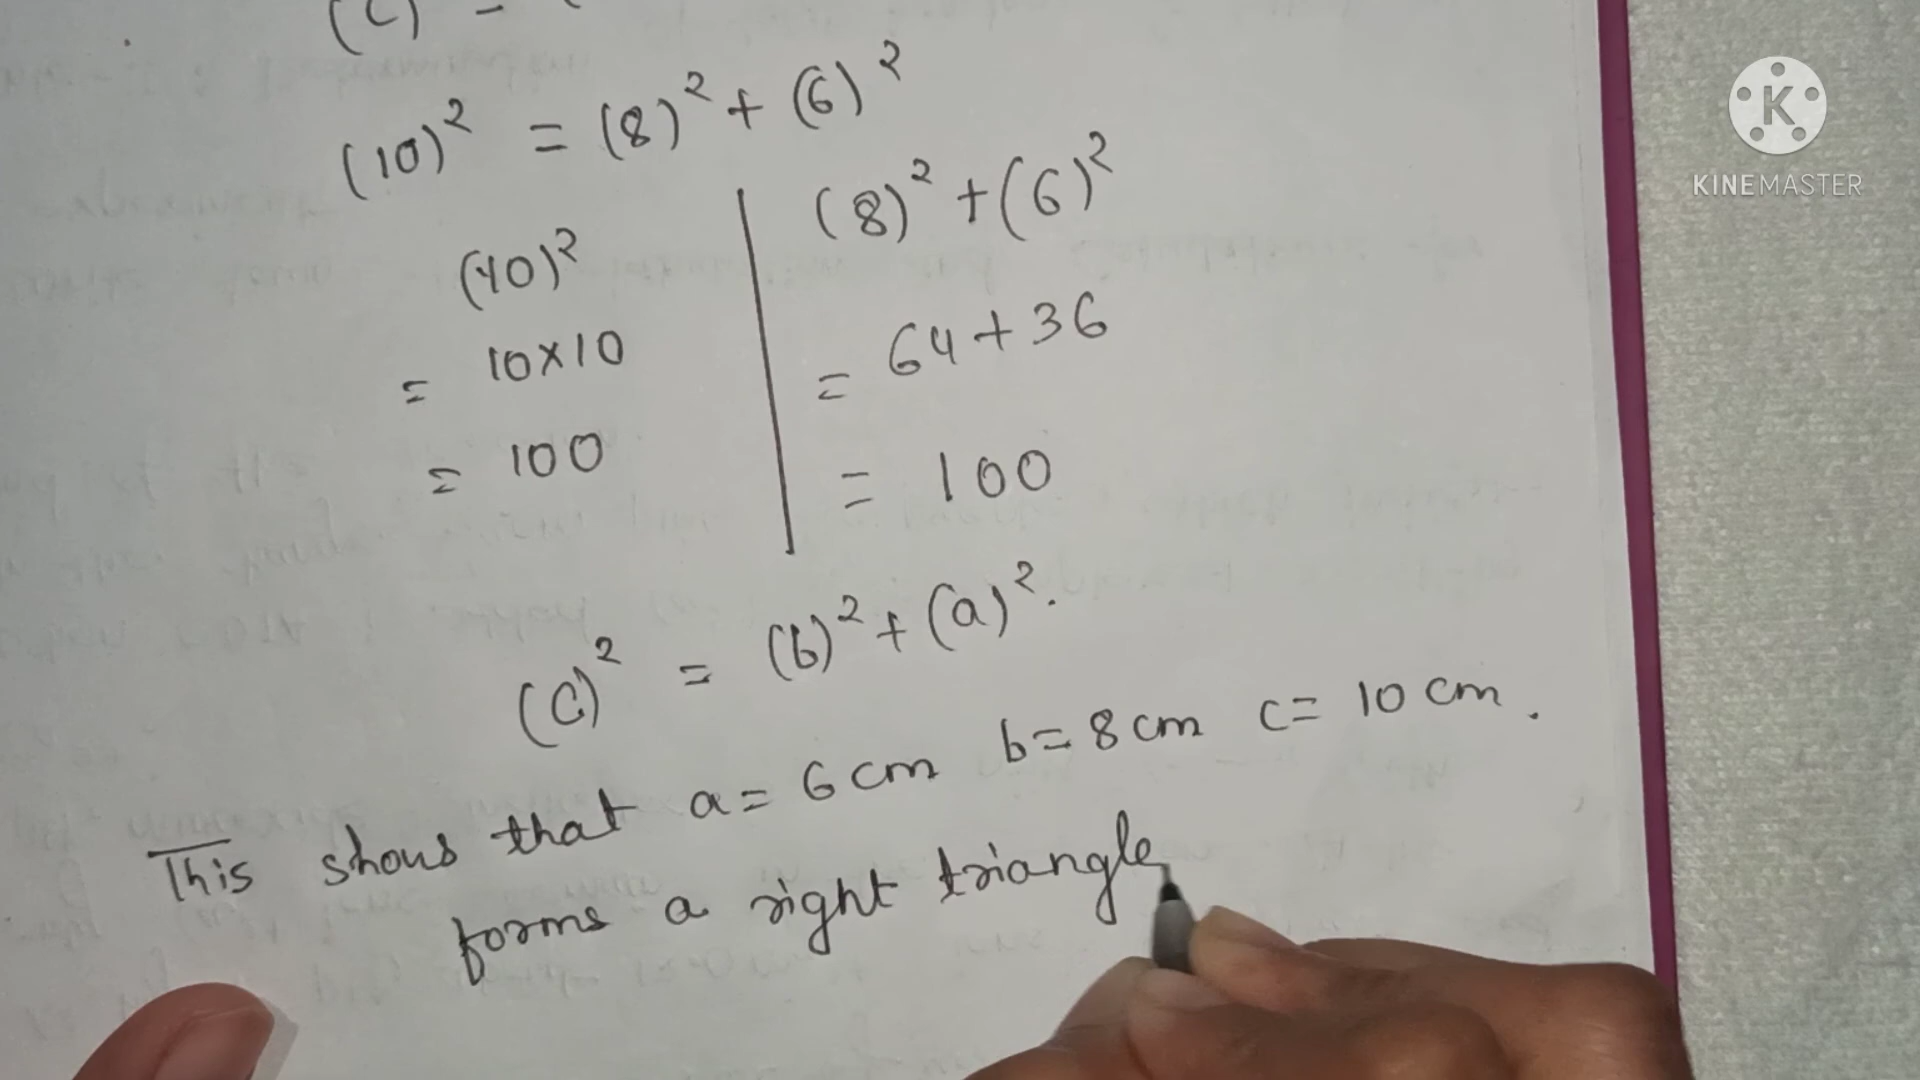 (10)² = (8)² + (6)²
(10)²
= 10×10
= 100
(8)² + (6)²
= 64 + 36
= 100
(C)² = (b)² + (a)².
This shows that a = 6 cm b = 8 cm c = 10 cm.
forms a right triangle
KINEMASTER